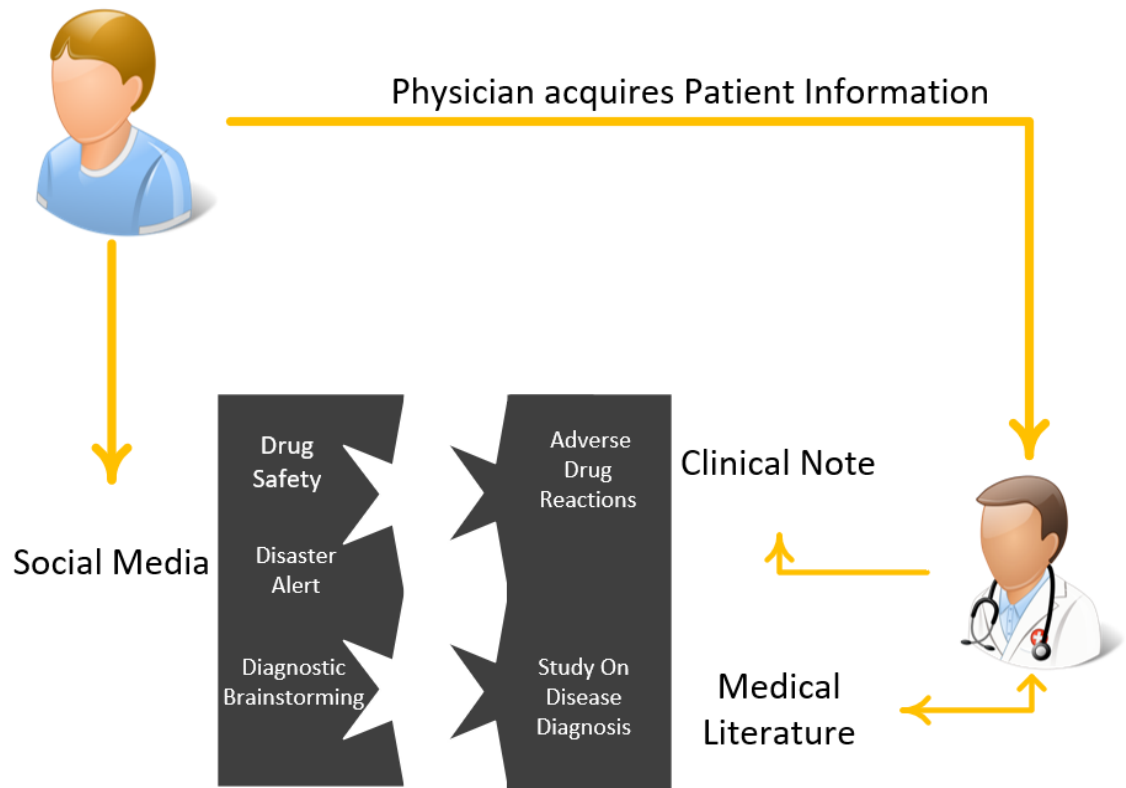 Physician acquires Patient Information
Drug
Safety
Adverse
Drug
Reactions
Clinical Note
Social Media
Disaster
Alert
Diagnostic
Brainstorming
Study On
Disease
Diagnosis
Medical
Literature